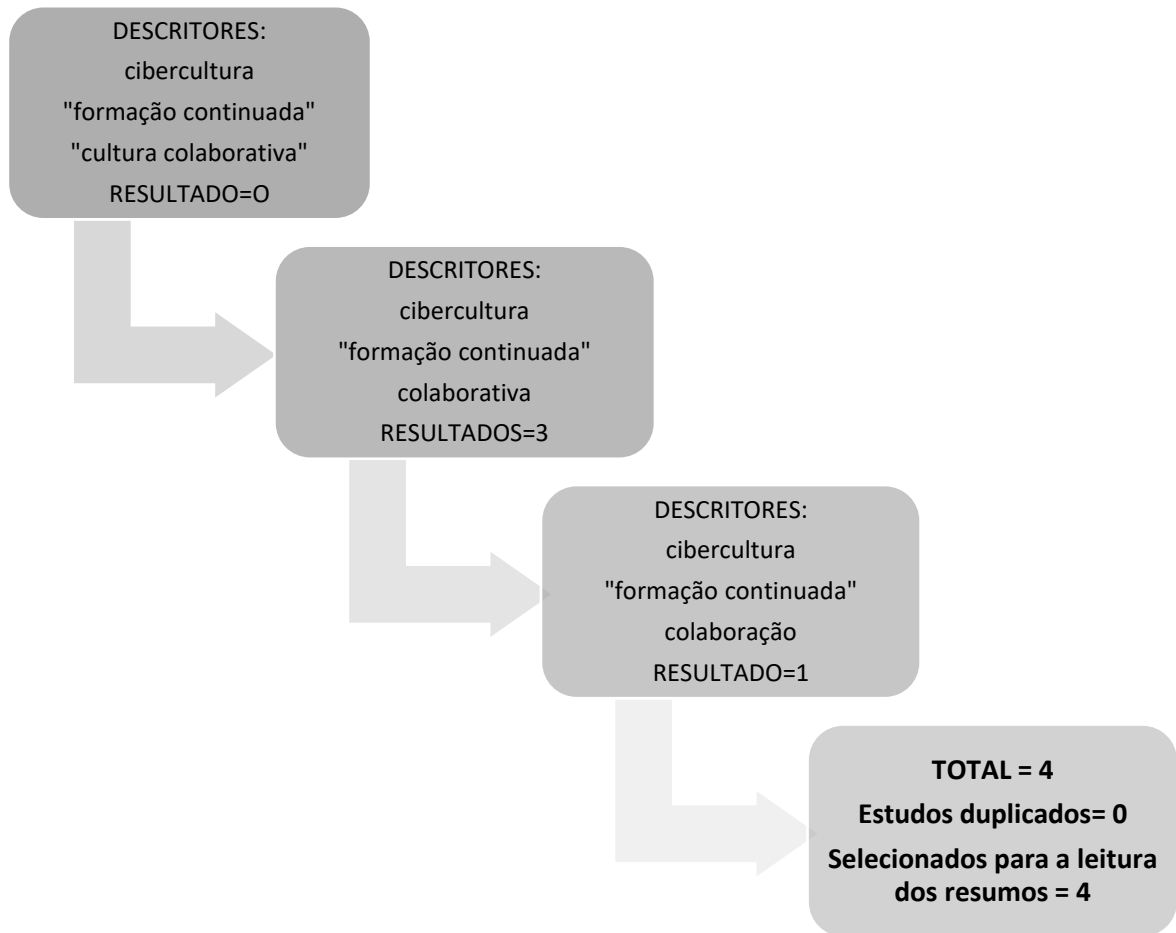 DESCRITORES:
cibercultura
"formação continuada"
"cultura colaborativa"
RESULTADO=O
DESCRITORES:
cibercultura
"formação continuada"
colaborativa
RESULTADOS=3
DESCRITORES:
cibercultura
"formação continuada"
colaboração
RESULTADO=1
TOTAL = 4
Estudos duplicados= 0
Selecionados para a leitura
dos resumos = 4